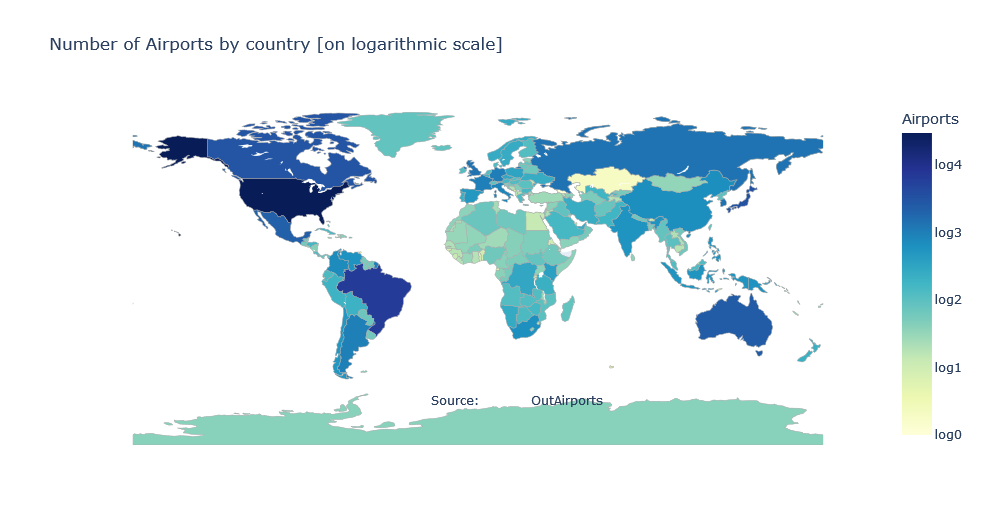 Number of Airports by country [on logarithmic scale]
Airports
log4
log3
log2
log1
log0
Source: OutAirports